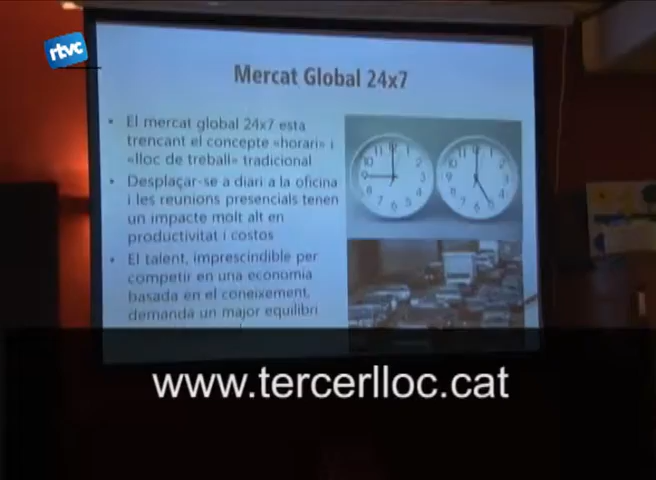 rtvc
Mercat Global 24x7
• El mercat global 24x7 esta
trencant el concepte «horari» i
«lloc de treball» tradicional
• Desplaçar-se a diari a la oficina
i les reunions presencials tenen
un impacte molt alt en
productivitat i costos
• El talent, imprescindible per
competir en una economia
basada en el coneixement,
demanda un major equilibri
www.tercerlloc.cat